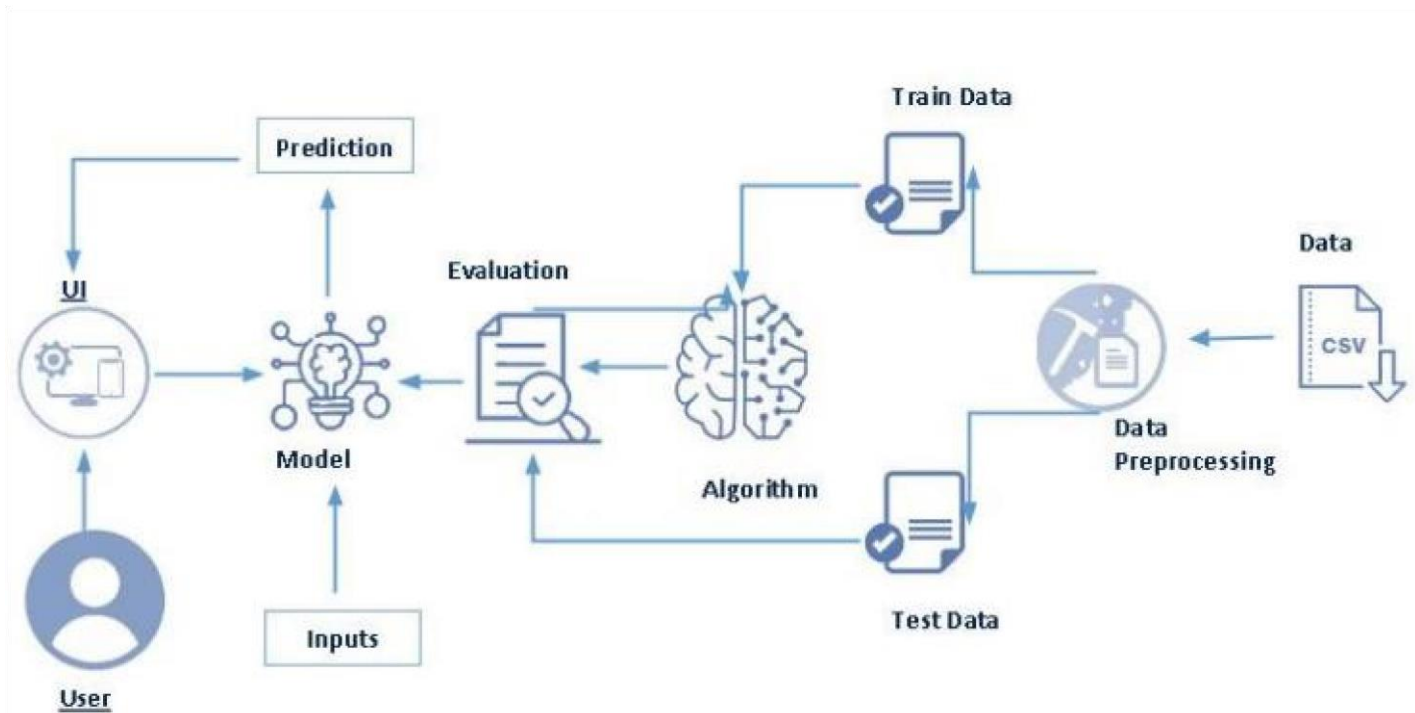 Train Data
Prediction
Data
Evaluation
UI
CSV
Data
Preprocessing
Model
Algorithm
Test Data
Inputs
User